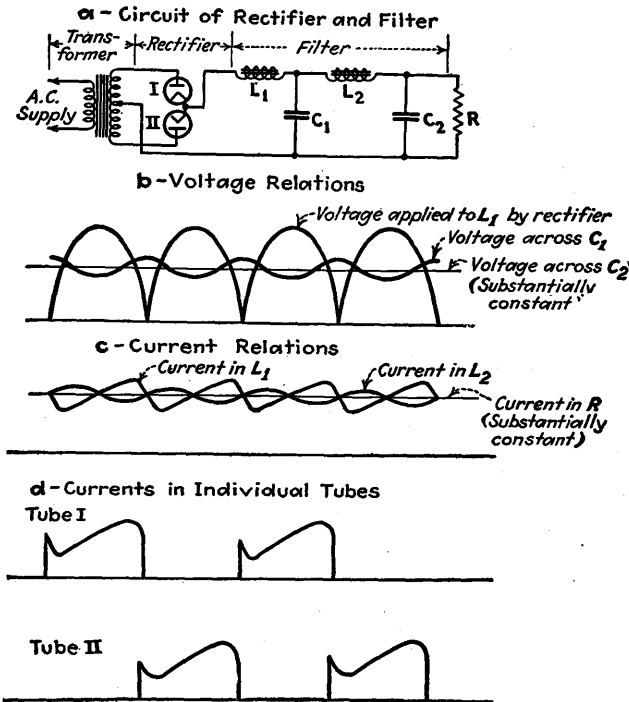 a-Circuit of Rectifier and Filter
Trans-
former
Rectifier
Filter
A.C.
Supply
I
II
L1
L2
C1
C2
R
b-Voltage Relations
Voltage applied to L1 by rectifier
Voltage across C1
Voltage across C2
(Substantially
constant)
c-Current Relations
Current in L1
Current in L2
Current in R
(Substantially
constant)
d-Currents in Individual Tubes
Tube I
Tube II